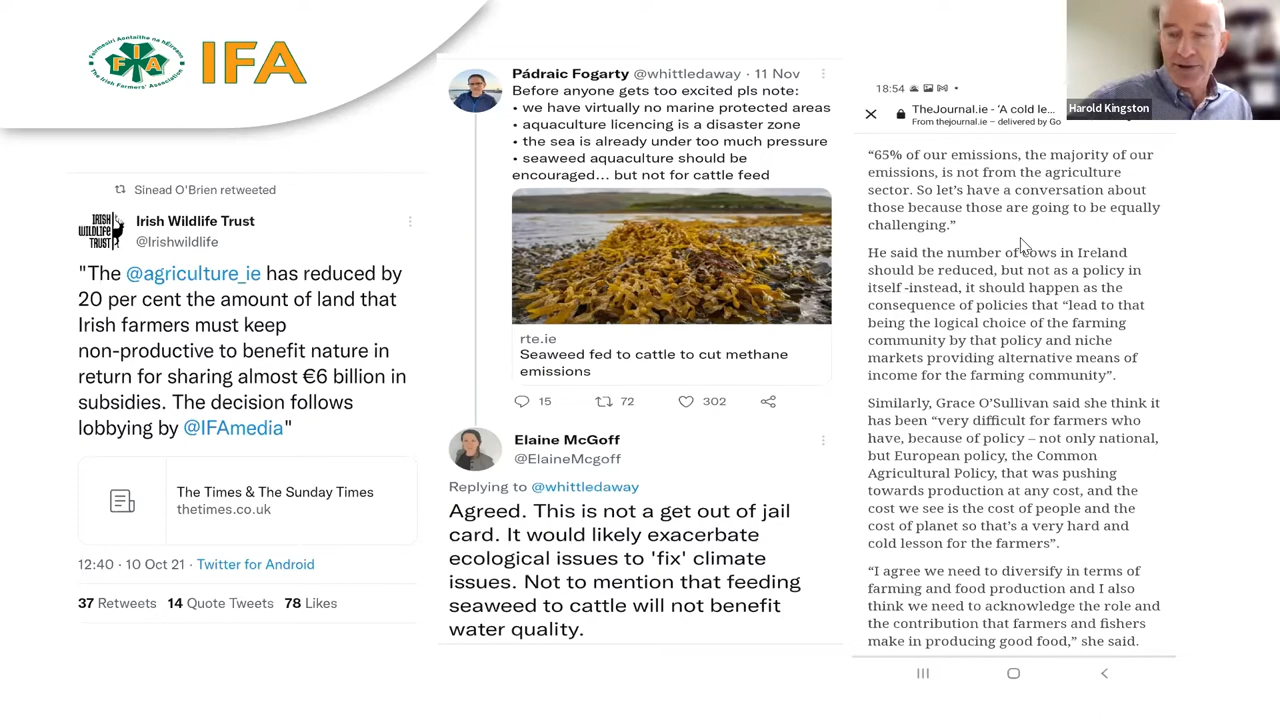 IFA
Sinead O'Brien retweeted
IRISH
WILDLIFE
TRUST
Irish Wildlife Trust
@Irishwildlife
"The @agriculture_ie has reduced by
20 per cent the amount of land that
Irish farmers must keep
non-productive to benefit nature in
return for sharing almost €6 billion in
subsidies. The decision follows
lobbying by @IFAmedia"
The Times & The Sunday Times
thetimes.co.uk
12:40 · 10 Oct 21 · Twitter for Android
37 Retweets 14 Quote Tweets 78 Likes
Pádraic Fogarty @whittledaway · 11 Nov
Before anyone gets too excited pls note:
• we have virtually no marine protected areas
• aquaculture licencing is a disaster zone
• the sea is already under too much pressure
• seaweed aquaculture should be
encouraged... but not for cattle feed
rte.ie
Seaweed fed to cattle to cut methane
emissions
15 72 302
Elaine McGoff
@ElaineMcgoff
Replying to @whittledaway
Agreed. This is not a get out of jail
card. It would likely exacerbate
ecological issues to 'fix' climate
issues. Not to mention that feeding
seaweed to cattle will not benefit
water quality.
Harold Kingston
18:54
TheJournal.ie - 'A cold le...
From thejournal.ie – delivered by Go
“65% of our emissions, the majority of our
emissions, is not from the agriculture
sector. So let’s have a conversation about
those because those are going to be equally
challenging.”
He said the number of cows in Ireland
should be reduced, but not as a policy in
itself -instead, it should happen as the
consequence of policies that “lead to that
being the logical choice of the farming
community by that policy and niche
markets providing alternative means of
income for the farming community”.
Similarly, Grace O’Sullivan said she think it
has been “very difficult for farmers who
have, because of policy – not only national,
but European policy, the Common
Agricultural Policy, that was pushing
towards production at any cost, and the
cost we see is the cost of people and the
cost of planet so that’s a very hard and
cold lesson for the farmers”.
“I agree we need to diversify in terms of
farming and food production and I also
think we need to acknowledge the role and
the contribution that farmers and fishers
make in producing good food,” she said.